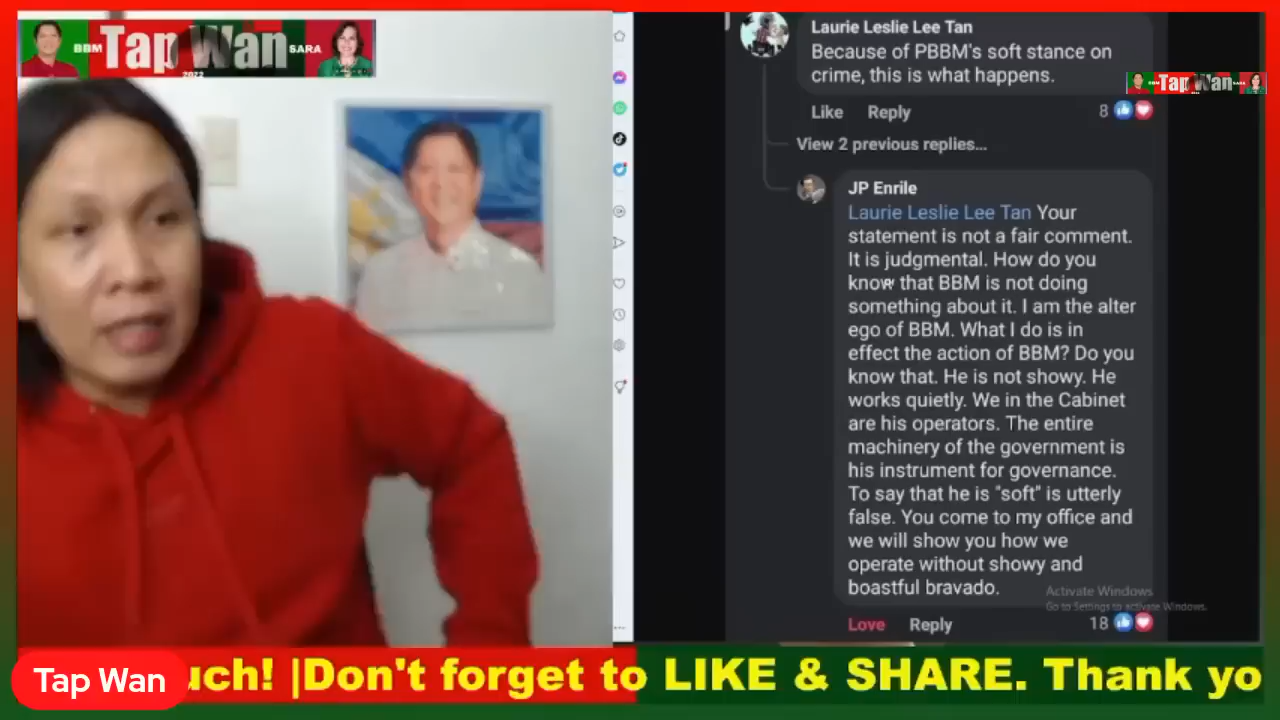 BBM Tap Wan SARA
2022
Laurie Leslie Lee Tan
Because of PBBM's soft stance on
crime, this is what happens.
Like Reply 8
BBM Tap Wan SARA
View 2 previous replies...
JP Enrile
Laurie Leslie Lee Tan Your
statement is not a fair comment.
It is judgmental. How do you
know that BBM is not doing
something about it. I am the alter
ego of BBM. What I do is in
effect the action of BBM? Do you
know that. He is not showy. He
works quietly. We in the Cabinet
are his operators. The entire
machinery of the government is
his instrument for governance.
To say that he is "soft" is utterly
false. You come to my office and
we will show you how we
operate without showy and
boastful bravado.
Activate Windows
Go to Settings to activate Windows.
Love Reply 18
Tap Wan
uch! |Don't forget to LIKE & SHARE. Thank yo